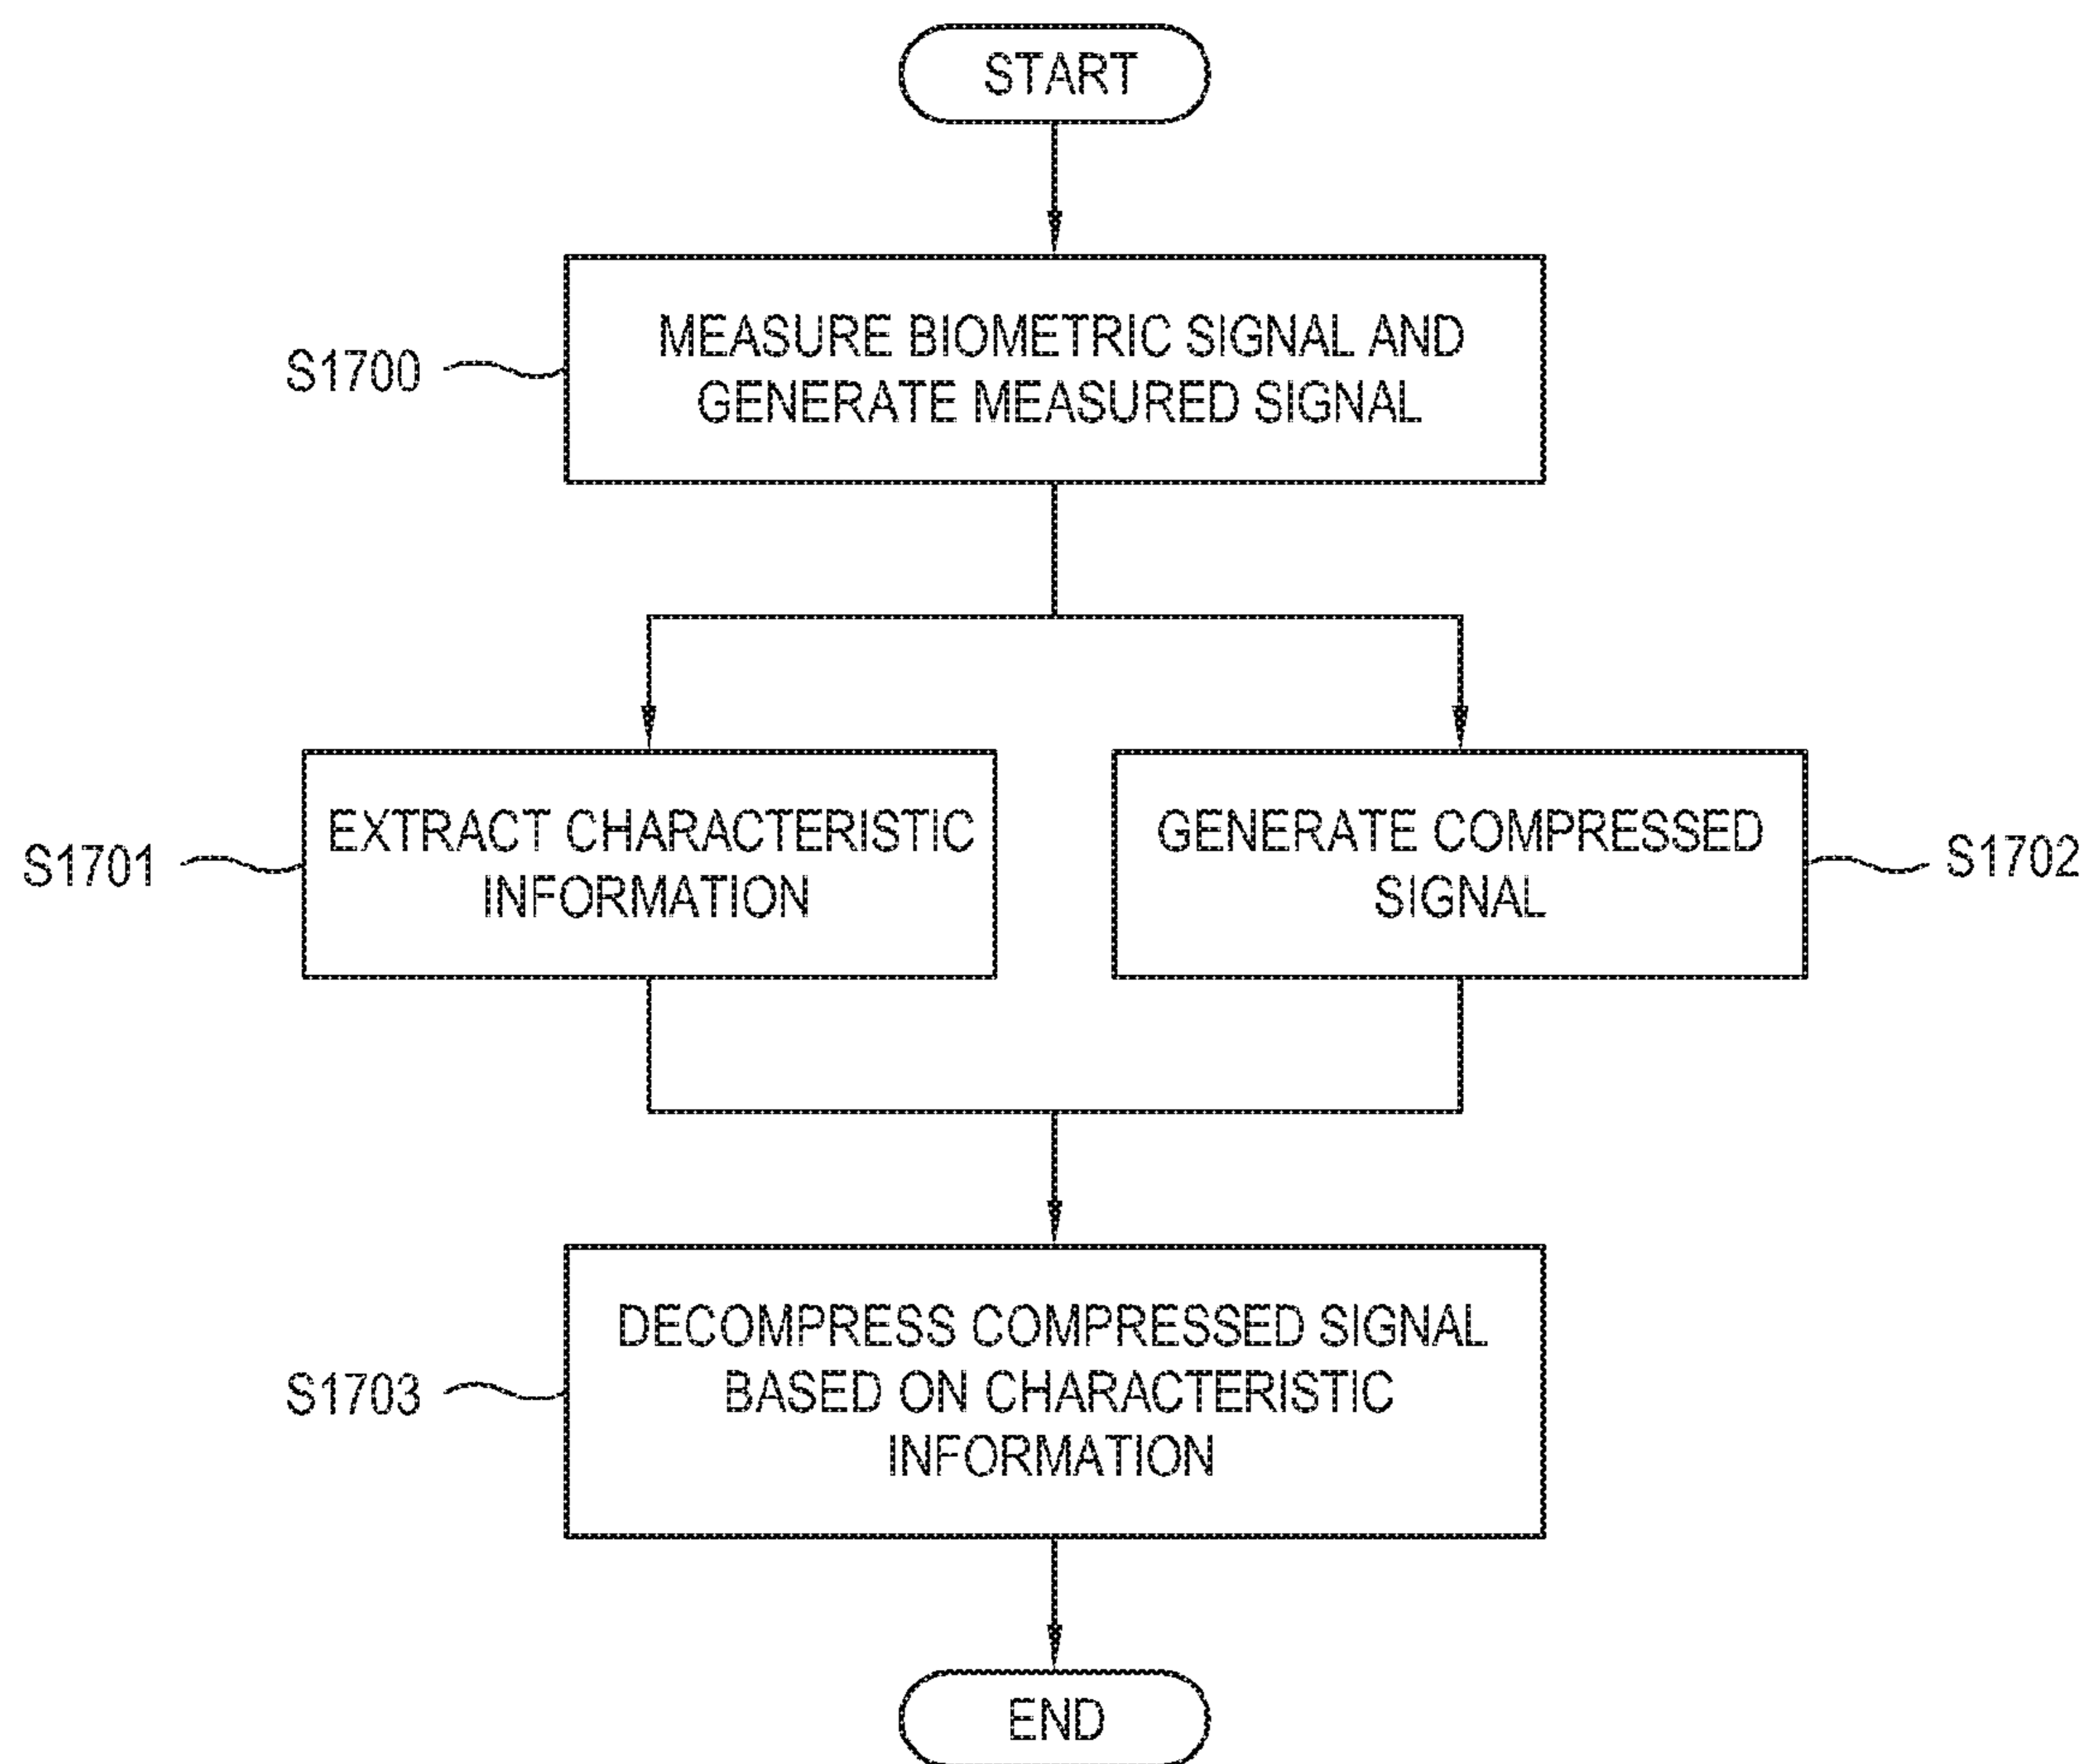 START
S1700
MEASURE BIOMETRIC SIGNAL AND
GENERATE MEASURED SIGNAL
S1701
EXTRACT CHARACTERISTIC
INFORMATION
GENERATE COMPRESSED
SIGNAL
S1702
S1703
DECOMPRESS COMPRESSED SIGNAL
BASED ON CHARACTERISTIC
INFORMATION
END